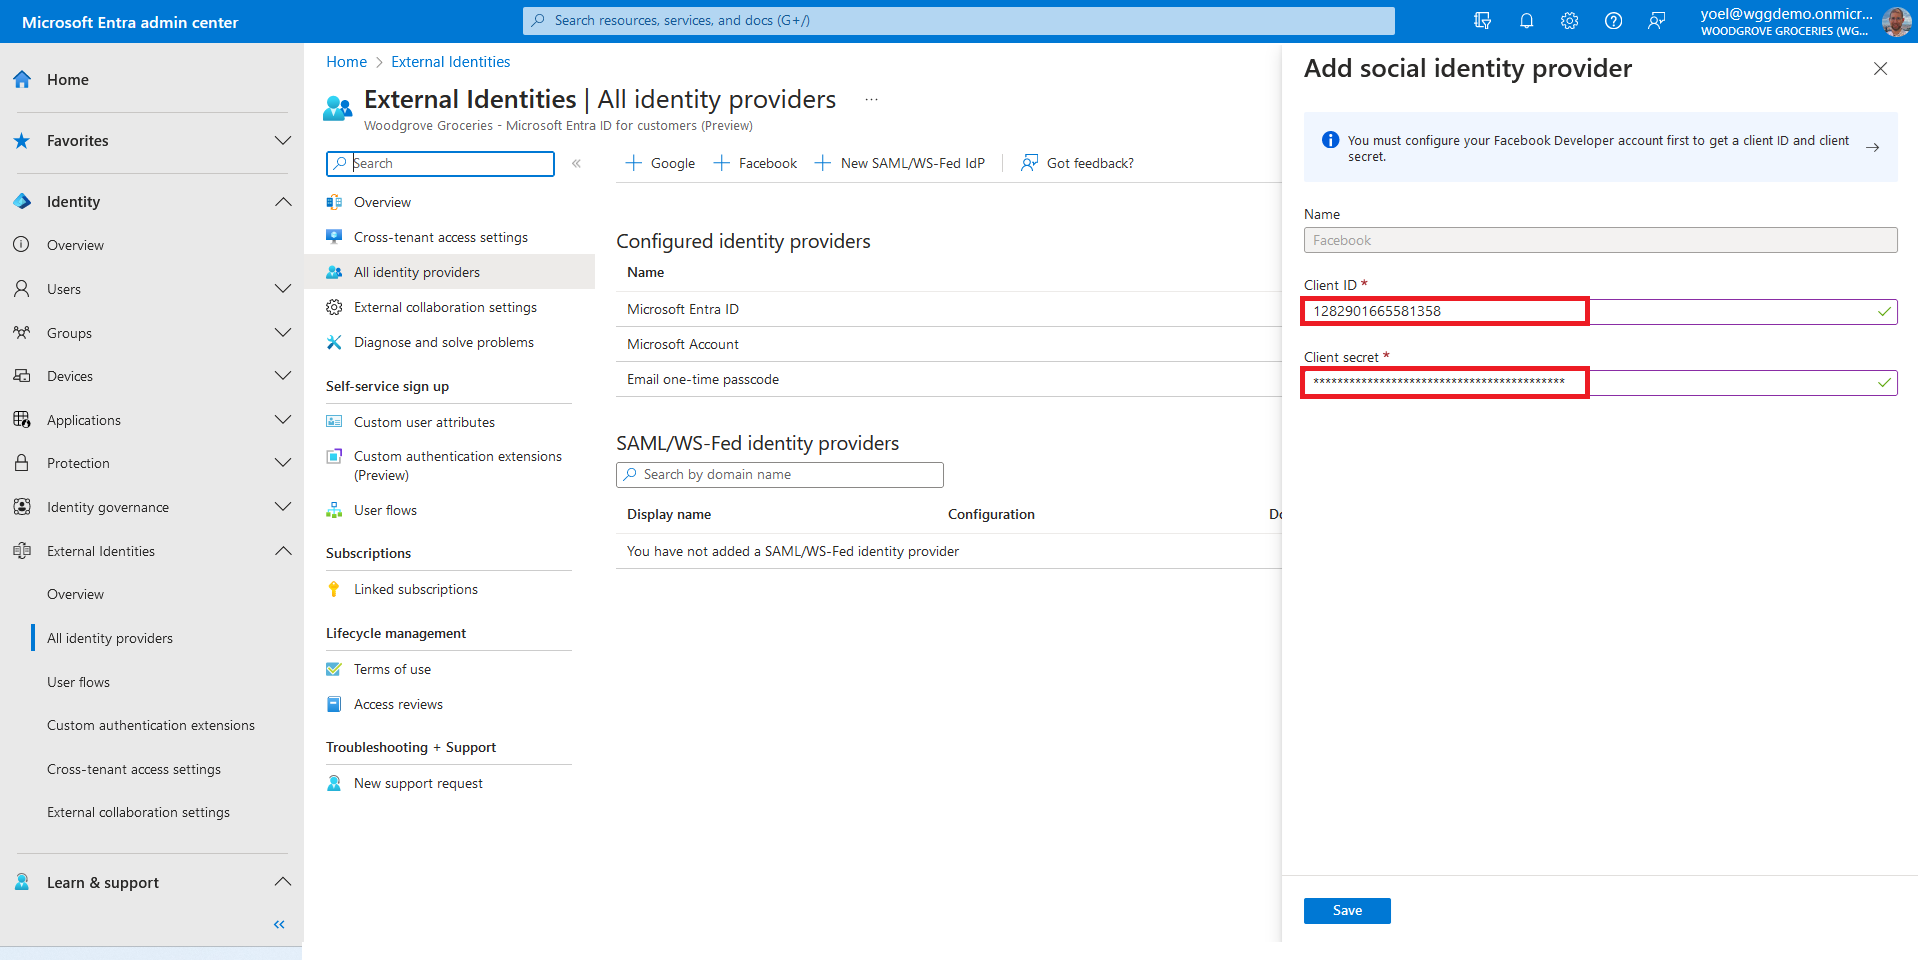 Microsoft Entra admin center
Search resources, services, and docs (G+/)
yoel@wggdemo.onmicr...
WOODGROVE GROCERIES (WG...
Home
Favorites
Identity
Overview
Users
Groups
Devices
Applications
Protection
Identity governance
External Identities
Overview
All identity providers
User flows
Custom authentication extensions
Cross-tenant access settings
External collaboration settings
Learn & support
Home > External Identities
External Identities | All identity providers
Woodgrove Groceries - Microsoft Entra ID for customers (Preview)
Search
Overview
Cross-tenant access settings
All identity providers
External collaboration settings
Diagnose and solve problems
Self-service sign up
Custom user attributes
Custom authentication extensions
(Preview)
User flows
Subscriptions
Linked subscriptions
Lifecycle management
Terms of use
Access reviews
Troubleshooting + Support
New support request
Google
Facebook
New SAML/WS-Fed IdP
Got feedback?
Configured identity providers
Name
Microsoft Entra ID
Microsoft Account
Email one-time passcode
SAML/WS-Fed identity providers
Search by domain name
Display name
Configuration
You have not added a SAML/WS-Fed identity provider
Add social identity provider
You must configure your Facebook Developer account first to get a client ID and client
secret.
Name
Facebook
Client ID *
1282901665581358
Client secret *
******************************************
Save